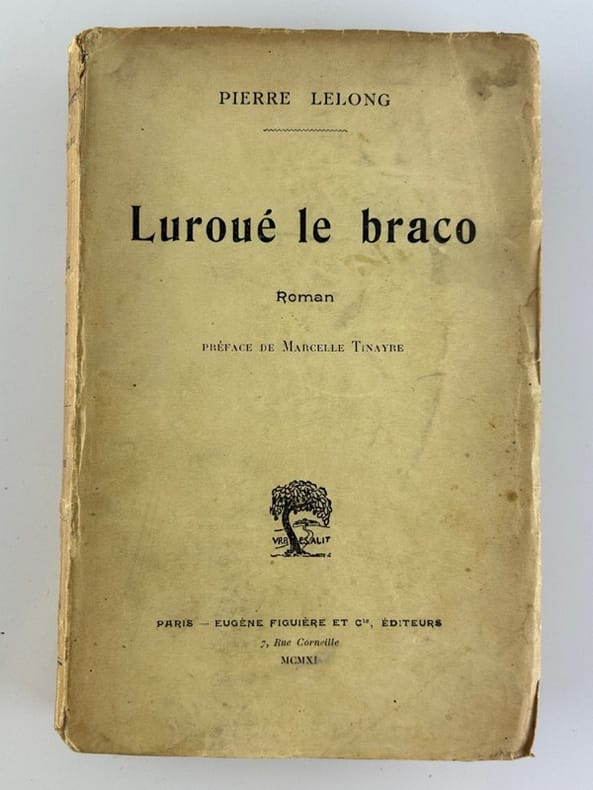 PIERRE LELONG
Luroué le braco
Roman
PRÉFACE DE MARCELLE TINAYRE
PARIS — EUGÈNE FIGUIÈRE ET Cie, ÉDITEURS
7, Rue Corneille
MCMXI